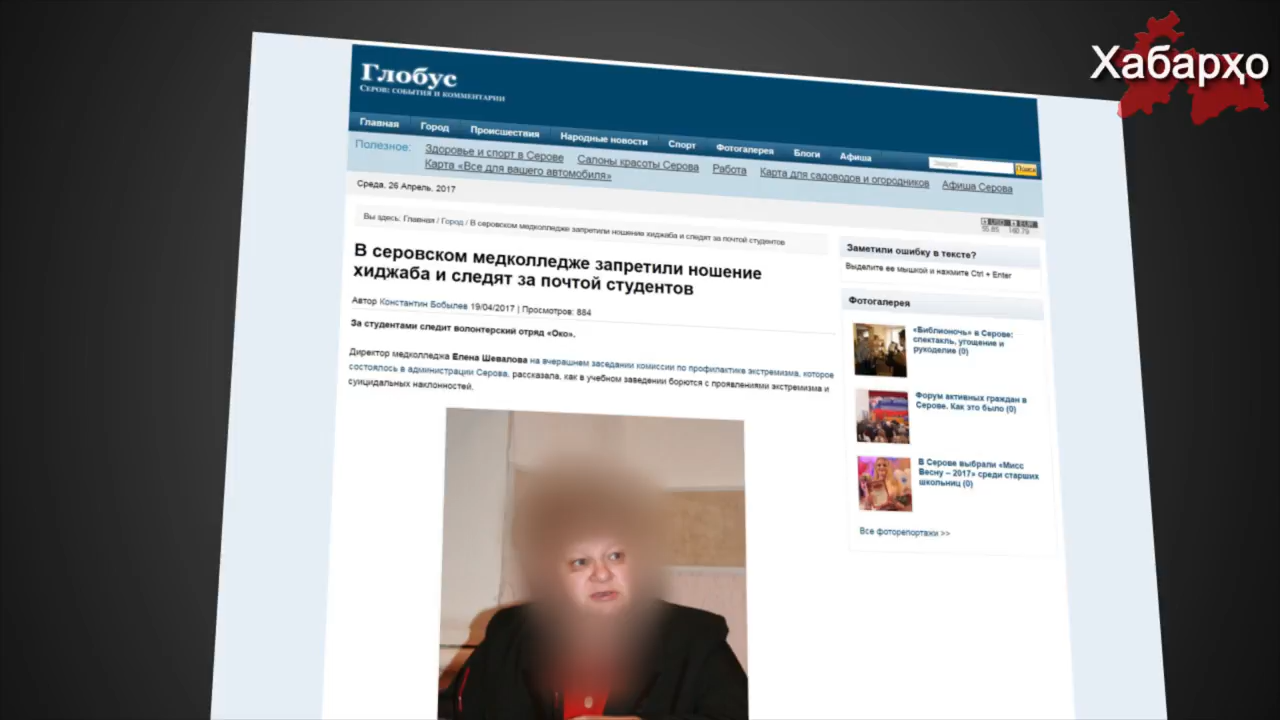 Хабарҳо
Глобус
Серов: события и комментарии
Главная Город Происшествия Народные новости Спорт Фотогалерея Блоги Афиша
Поиск
Полезное: Здоровье и спорт в Серове Салоны красоты Серова Работа Карта для садоводов и огородников Афиша Серова
Карта «Все для вашего автомобиля»
Среда, 26 Апрель, 2017
USD EUR
Вы здесь: Главная / Город / В серовском медколледже запретили ношение хиджаба и следят за почтой студентов
В серовском медколледже запретили ношение
хиджаба и следят за почтой студентов
Автор Константин Бобылев 19/04/2017 | Просмотров: 884
За студентами следит волонтерский отряд «Око».
Директор медколледжа Елена Шевалова на вчерашнем заседании комиссии по профилактике экстремизма, которое
состоялось в администрации Серова, рассказала, как в учебном заведении борются с проявлениями экстремизма и
суицидальных наклонностей.
Заметили ошибку в тексте?
Выделите ее мышкой и нажмите Ctrl + Enter
Фотогалерея
«Библионочь» в Серове:
спектакль, угощение и
рукоделие (0)
Форум активных граждан в
Серове. Как это было (0)
В Серове выбрали «Мисс
Весну – 2017» среди старших
школьниц (0)
Все фоторепортажи >>